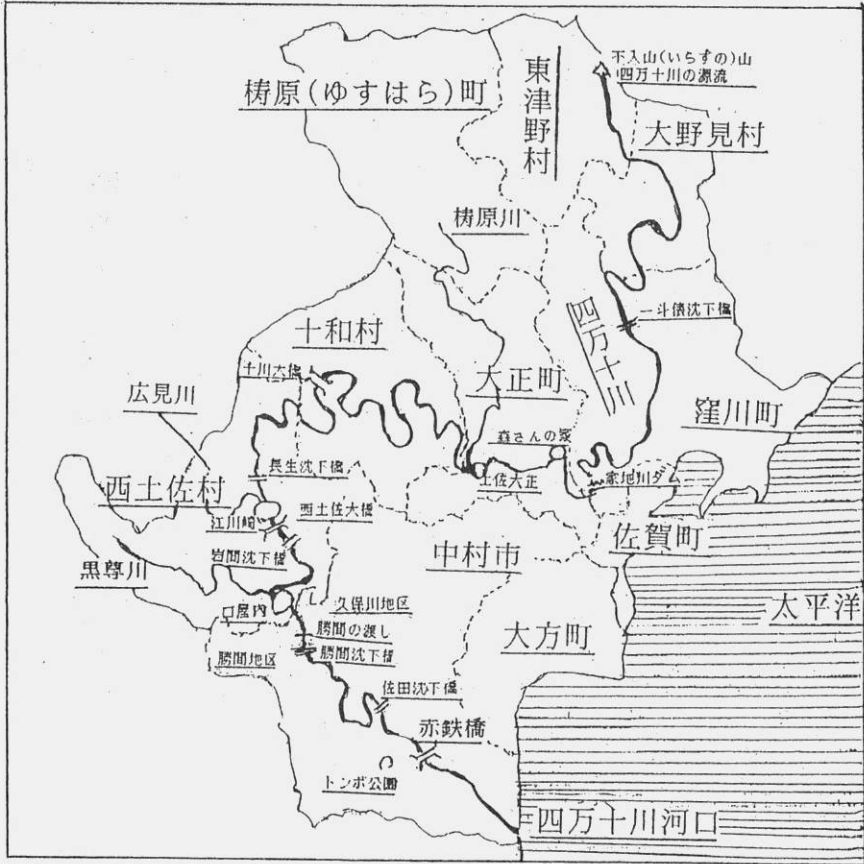 不入山(いらずの)山
四万十川の源流
梼原(ゆすはら)町
東津野村
大野見村
梼原川
一斗俵沈下橋
四万十川
十和村
十川大橋
大正町
広見川
窪川町
森さんの家
長生沈下橋
土佐大正
家地川ダ
西土佐村
西土佐大橋
江川崎
佐賀町
中村市
岩間沈下橋
黒尊川
太平洋
口屋内
久保川地区
勝間の渡し
大方町
勝間地区
勝間沈下橋
佐田沈下橋
赤鉄橋
トンボ公園
四万十川河口